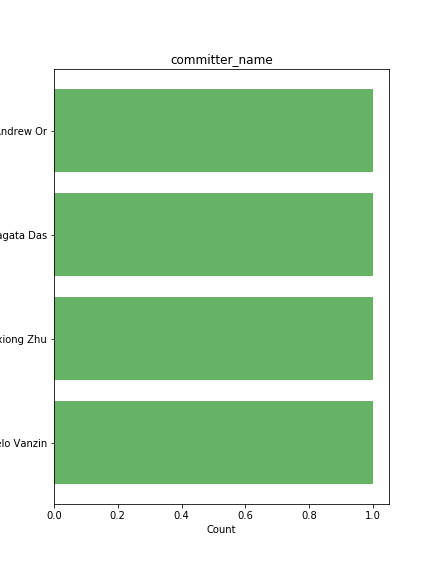 committer_name
Andrew Or
agata Das
xiong Zhu
elo Vanzin
0.0 0.2 0.4 0.6 0.8 1.0
Count